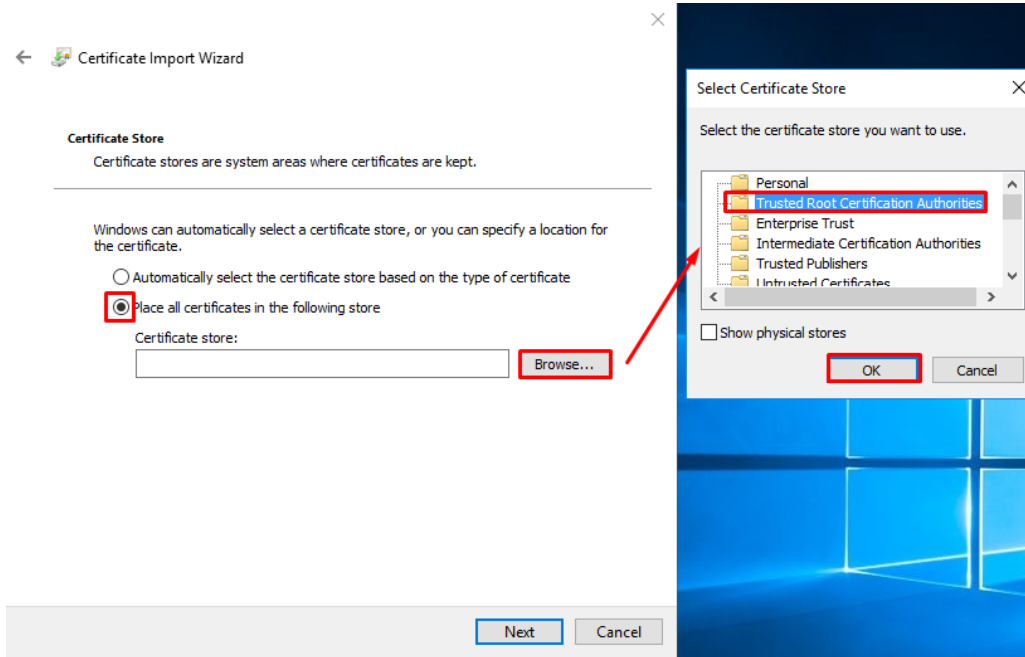 Certificate Import Wizard
Certificate Store
Certificate stores are system areas where certificates are kept.
Windows can automatically select a certificate store, or you can specify a location for
the certificate.
Automatically select the certificate store based on the type of certificate
Place all certificates in the following store
Certificate store:
Browse...
Next
Cancel
Select Certificate Store
Select the certificate store you want to use.
Personal
Trusted Root Certification Authorities
Enterprise Trust
Intermediate Certification Authorities
Trusted Publishers
Untrusted Certificates
Show physical stores
OK
Cancel